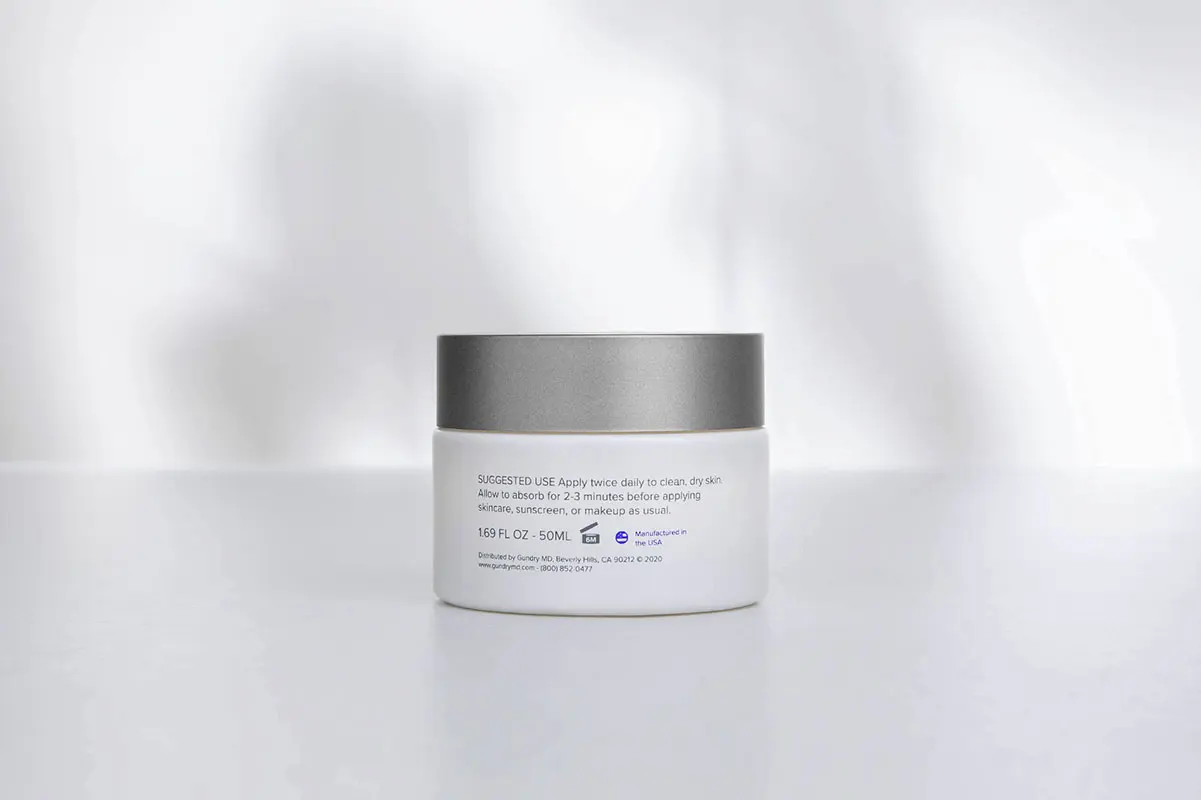 SUGGESTED USE Apply twice daily to clean, dry skin.
Allow to absorb for 2-3 minutes before applying
skincare, sunscreen, or makeup as usual.
1.69 FL OZ - 50ML 6M Manufactured in
the USA
Distributed by Gundry MD, Beverly Hills, CA 90212 © 2020
www.gundrymd.com - (800) 852 0477